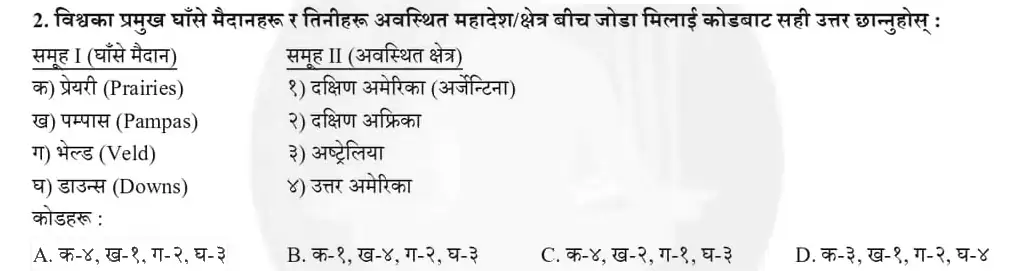 2. विश्वका प्रमुख घाँसे मैदानहरू र तिनीहरू अवस्थित महादेश/क्षेत्र बीच जोडा मिलाई कोडबाट सही उत्तर छान्नुहोस् :
समूह I (घाँसे मैदान) समूह II (अवस्थित क्षेत्र)
क) प्रेयरी (Prairies) १) दक्षिण अमेरिका (अर्जेन्टिना)
ख) पम्पास (Pampas) २) दक्षिण अफ्रिका
ग) भेल्ड (Veld) ३) अष्ट्रेलिया
घ) डाउन्स (Downs) ४) उत्तर अमेरिका
कोडहरू :
A. क-४, ख-१, ग-२, घ-३ B. क-१, ख-४, ग-२, घ-३ C. क-४, ख-२, ग-१, घ-३ D. क-३, ख-१, ग-२, घ-४